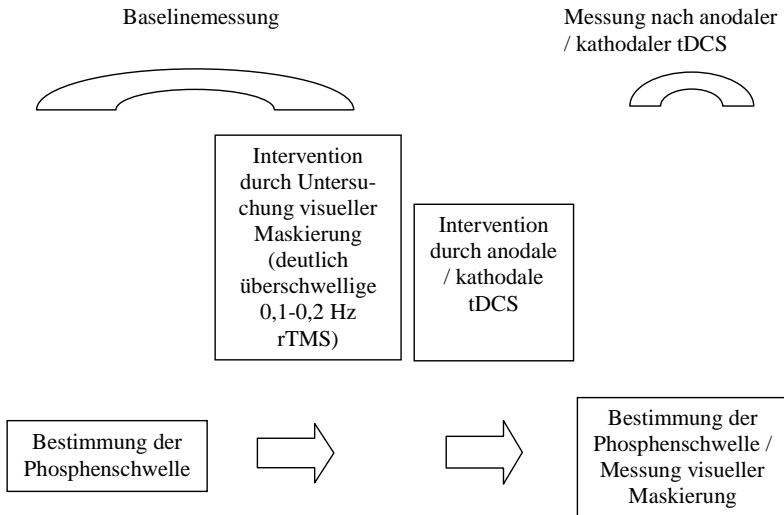 Baselinemessung
Messung nach anodaler
/ kathodaler tDCS
Intervention
durch Untersu-
chung visueller
Maskierung
(deutlich
überschwellige
0,1-0,2 Hz
rTMS)
Intervention
durch anodale
/ kathodale
tDCS
Bestimmung der
Phosphenschwelle
Bestimmung der
Phosphenschwelle /
Messung visueller
Maskierung